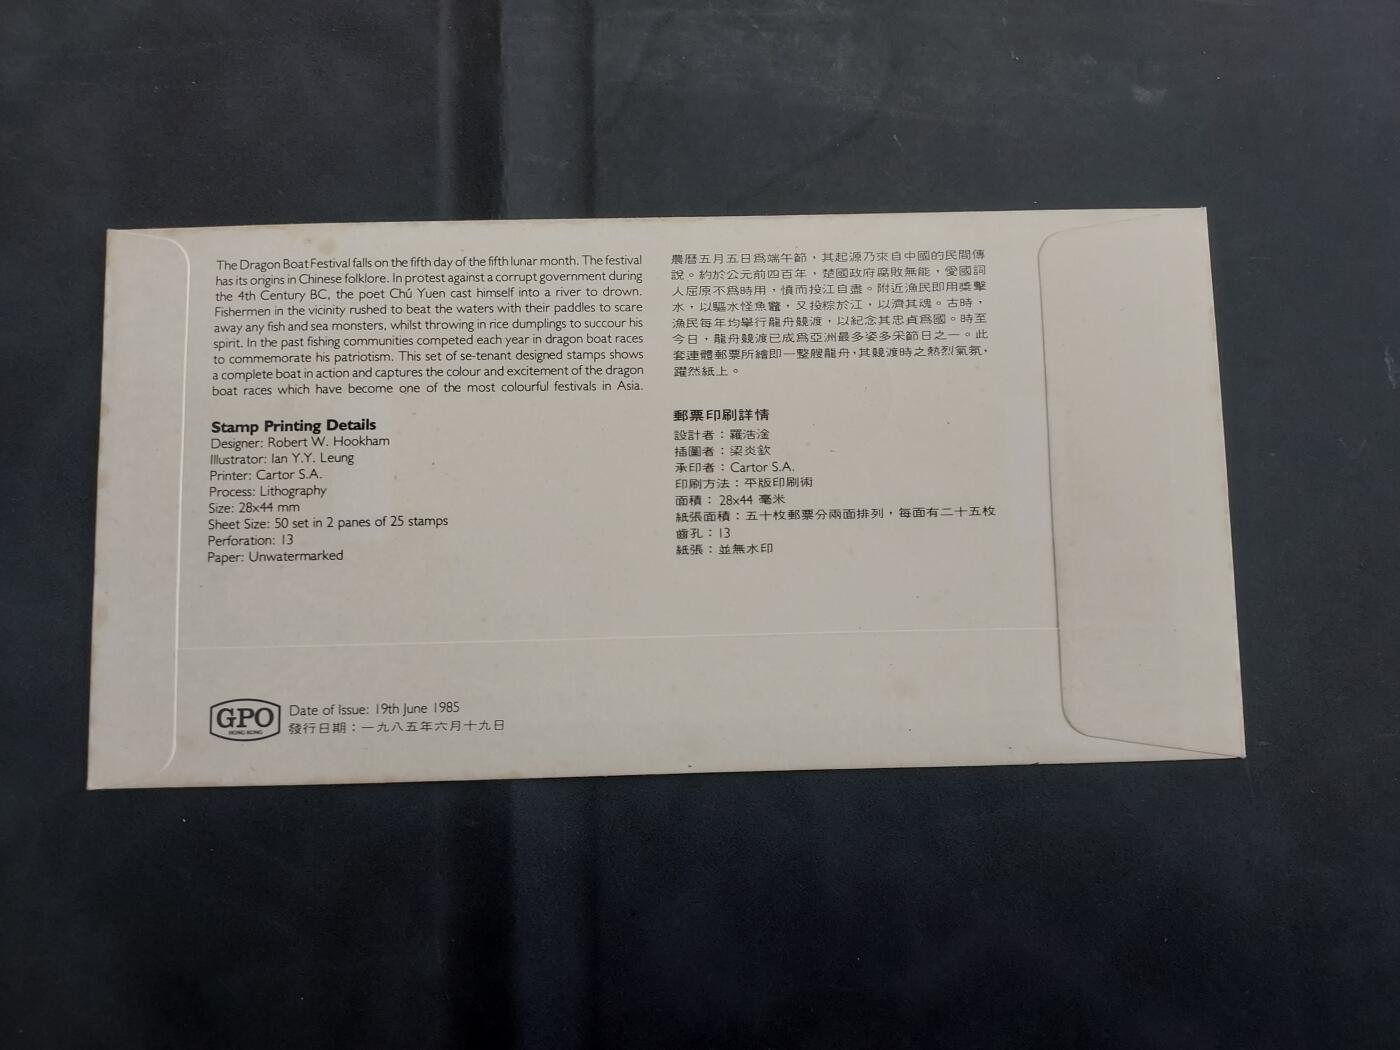 The Dragon Boat Festival falls on the fifth day of the fifth lunar month. The festival
has its origins in Chinese folklore. In protest against a corrupt government during
the 4th Century BC, the poet Chú Yuen cast himself into a river to drown.
Fishermen in the vicinity rushed to beat the waters with their paddles to scare
away any fish and sea monsters, whilst throwing in rice dumplings to succour his
spirit. In the past fishing communities competed each year in dragon boat races
to commemorate his patriotism. This set of se-tenant designed stamps shows
a complete boat in action and captures the colour and excitement of the dragon
boat races which have become one of the most colourful festivals in Asia.
Stamp Printing Details
Designer: Robert W. Hookham
Illustrator: Ian Y.Y. Leung
Printer: Cartor S.A.
Process: Lithography
Size: 28x44 mm
Sheet Size: 50 set in 2 panes of 25 stamps
Perforation: 13
Paper: Unwatermarked
農曆五月五日爲端午節，其起源乃來自中國的民間傳
說。約於公元前四百年，楚國政府腐敗無能，愛國詞
人屈原不爲時用，憤而投江自盡。附近漁民即用槳擊
水，以驅水怪魚鼉，又投粽於江，以濟其魂。古時，
漁民每年均舉行龍舟競渡，以紀念其忠貞爲國。時至
今日，龍舟競渡已成爲亞洲最多姿多采節日之一。此
套連體郵票所繪即一整艘龍舟，其競渡時之熱烈氣氛，
躍然紙上。
郵票印刷詳情
設計者：羅浩淦
插圖者：梁炎欽
承印者：Cartor S.A.
印刷方法：平版印刷術
面積：28x44 毫米
紙張面積：五十枚郵票分兩面排列，每面有二十五枚
齒孔：13
紙張：並無水印
GPO
HONG KONG
Date of Issue: 19th June 1985
發行日期：一九八五年六月十九日